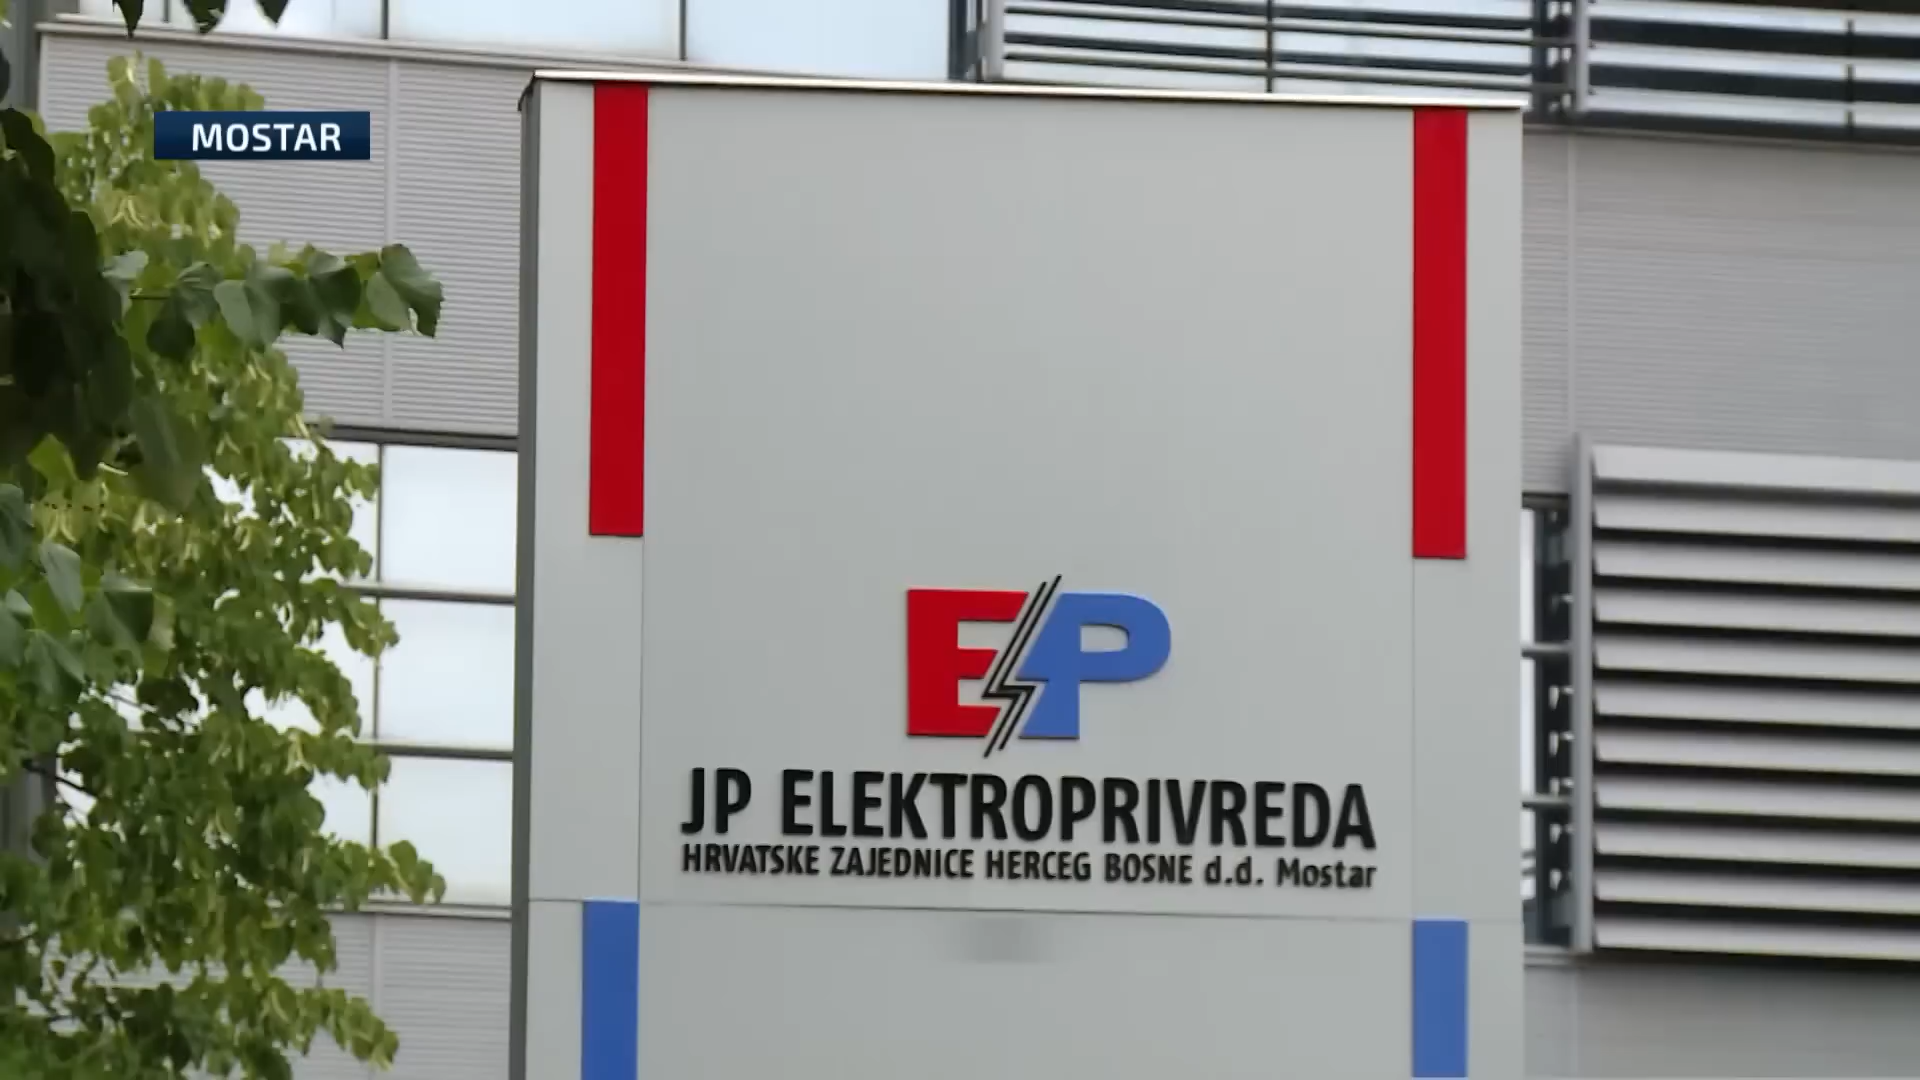 MOSTAR
EP
JP ELEKTROPRIVREDA
HRVATSKE ZAJEDNICE HERCEG BOSNE d.d. Mostar